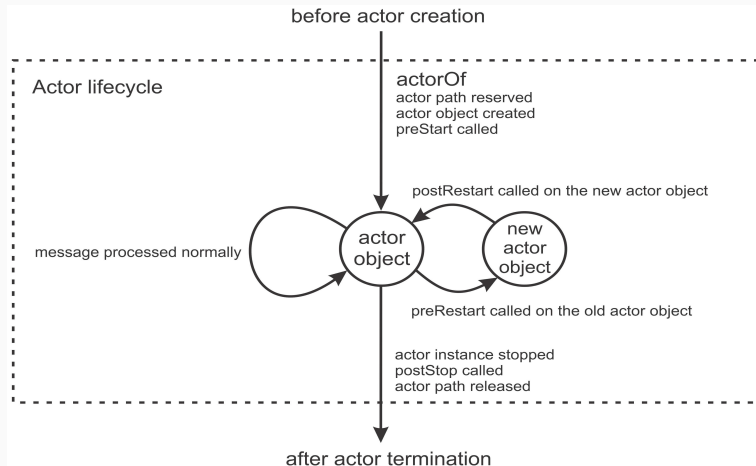 before actor creation
Actor lifecycle
actorOf
actor path reserved
actor object created
preStart called
postRestart called on the new actor object
message processed normally
actor
object
new
actor
object
preRestart called on the old actor object
actor instance stopped
postStop called
actor path released
after actor termination